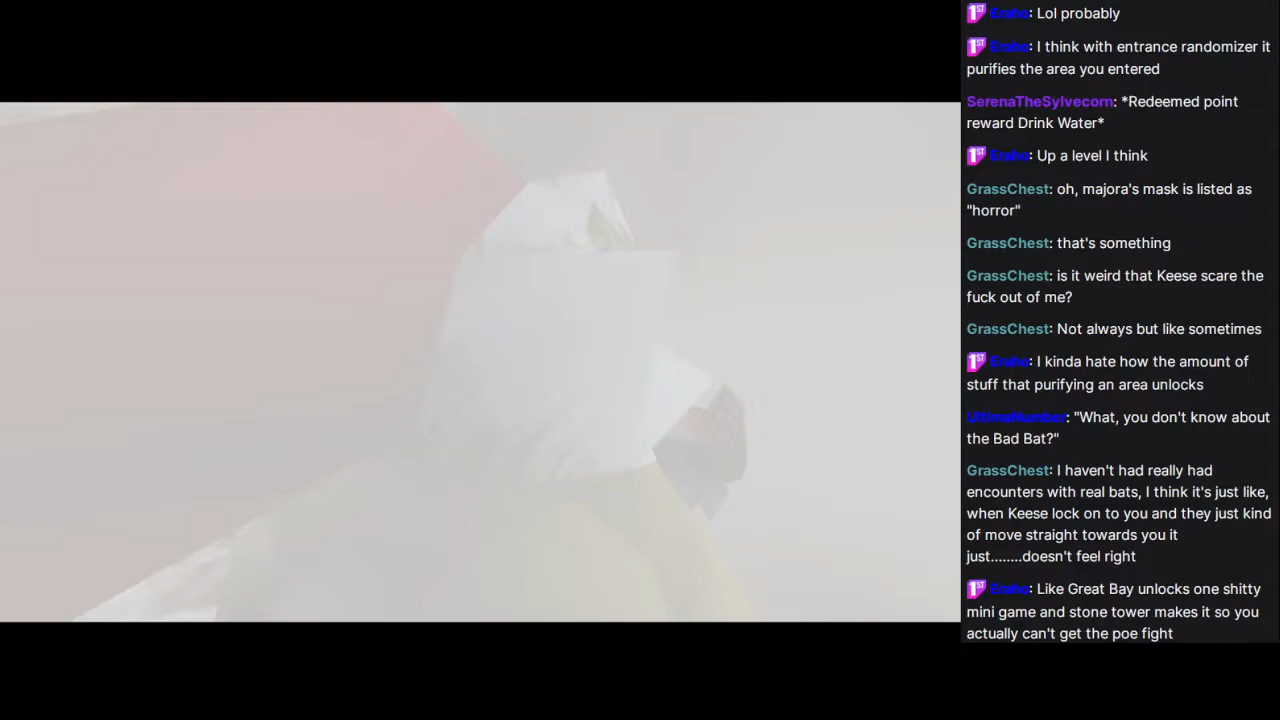 Eraho: Lol probably
Eraho: I think with entrance randomizer it
purifies the area you entered
SerenaTheSylvecorn: *Redeemed point
reward Drink Water*
Eraho: Up a level I think
GrassChest: oh, majora's mask is listed as
"horror"
GrassChest: that's something
GrassChest: is it weird that Keese scare the
fuck out of me?
GrassChest: Not always but like sometimes
Eraho: I kinda hate how the amount of
stuff that purifying an area unlocks
UltimaNumber: "What, you don't know about
the Bad Bat?"
GrassChest: I haven't had really had
encounters with real bats, I think it's just like,
when Keese lock on to you and they just kind
of move straight towards you it
just........doesn't feel right
Eraho: Like Great Bay unlocks one shitty
mini game and stone tower makes it so you
actually can't get the poe fight